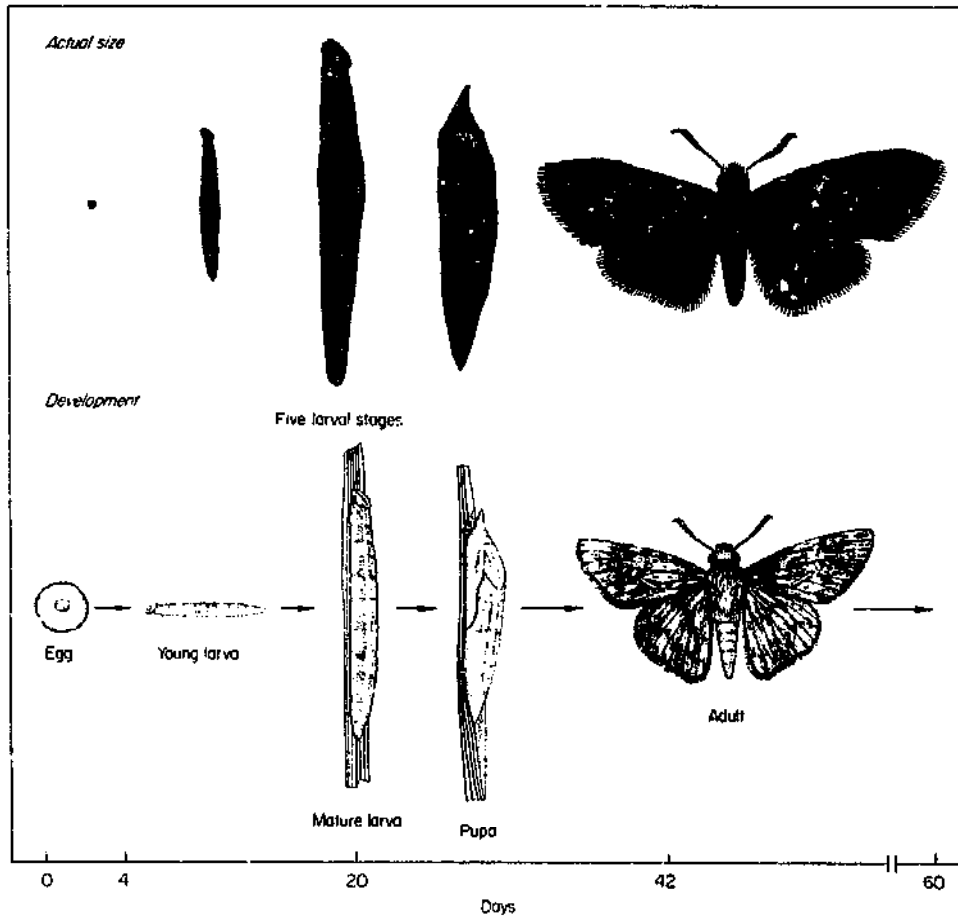 Actual size
Development
Five larval stages
Egg
Young larva
Mature larva
Pupa
Adult
0 4 20 42 60
Days